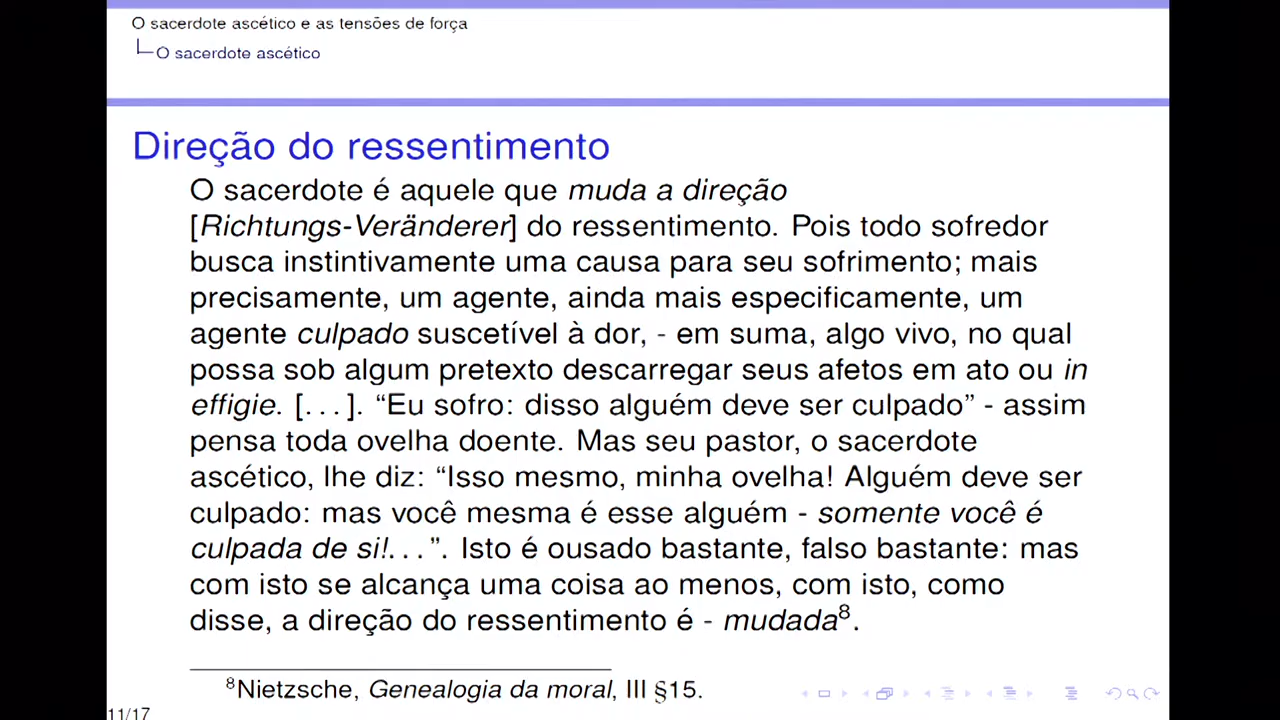 O sacerdote ascético e as tensões de força
O sacerdote ascético
Direção do ressentimento
O sacerdote é aquele que muda a direção
[Richtungs-Veränderer] do ressentimento. Pois todo sofredor
busca instintivamente uma causa para seu sofrimento; mais
precisamente, um agente, ainda mais especificamente, um
agente culpado suscetível à dor, - em suma, algo vivo, no qual
possa sob algum pretexto descarregar seus afetos em ato ou in
effigie. [...]. “Eu sofro: disso alguém deve ser culpado” - assim
pensa toda ovelha doente. Mas seu pastor, o sacerdote
ascético, lhe diz: “Isso mesmo, minha ovelha! Alguém deve ser
culpado: mas você mesma é esse alguém - somente você é
culpada de si!...”. Isto é ousado bastante, falso bastante: mas
com isto se alcança uma coisa ao menos, com isto, como
disse, a direção do ressentimento é - mudada⁸.
⁸Nietzsche, Genealogia da moral, III §15.
11/17